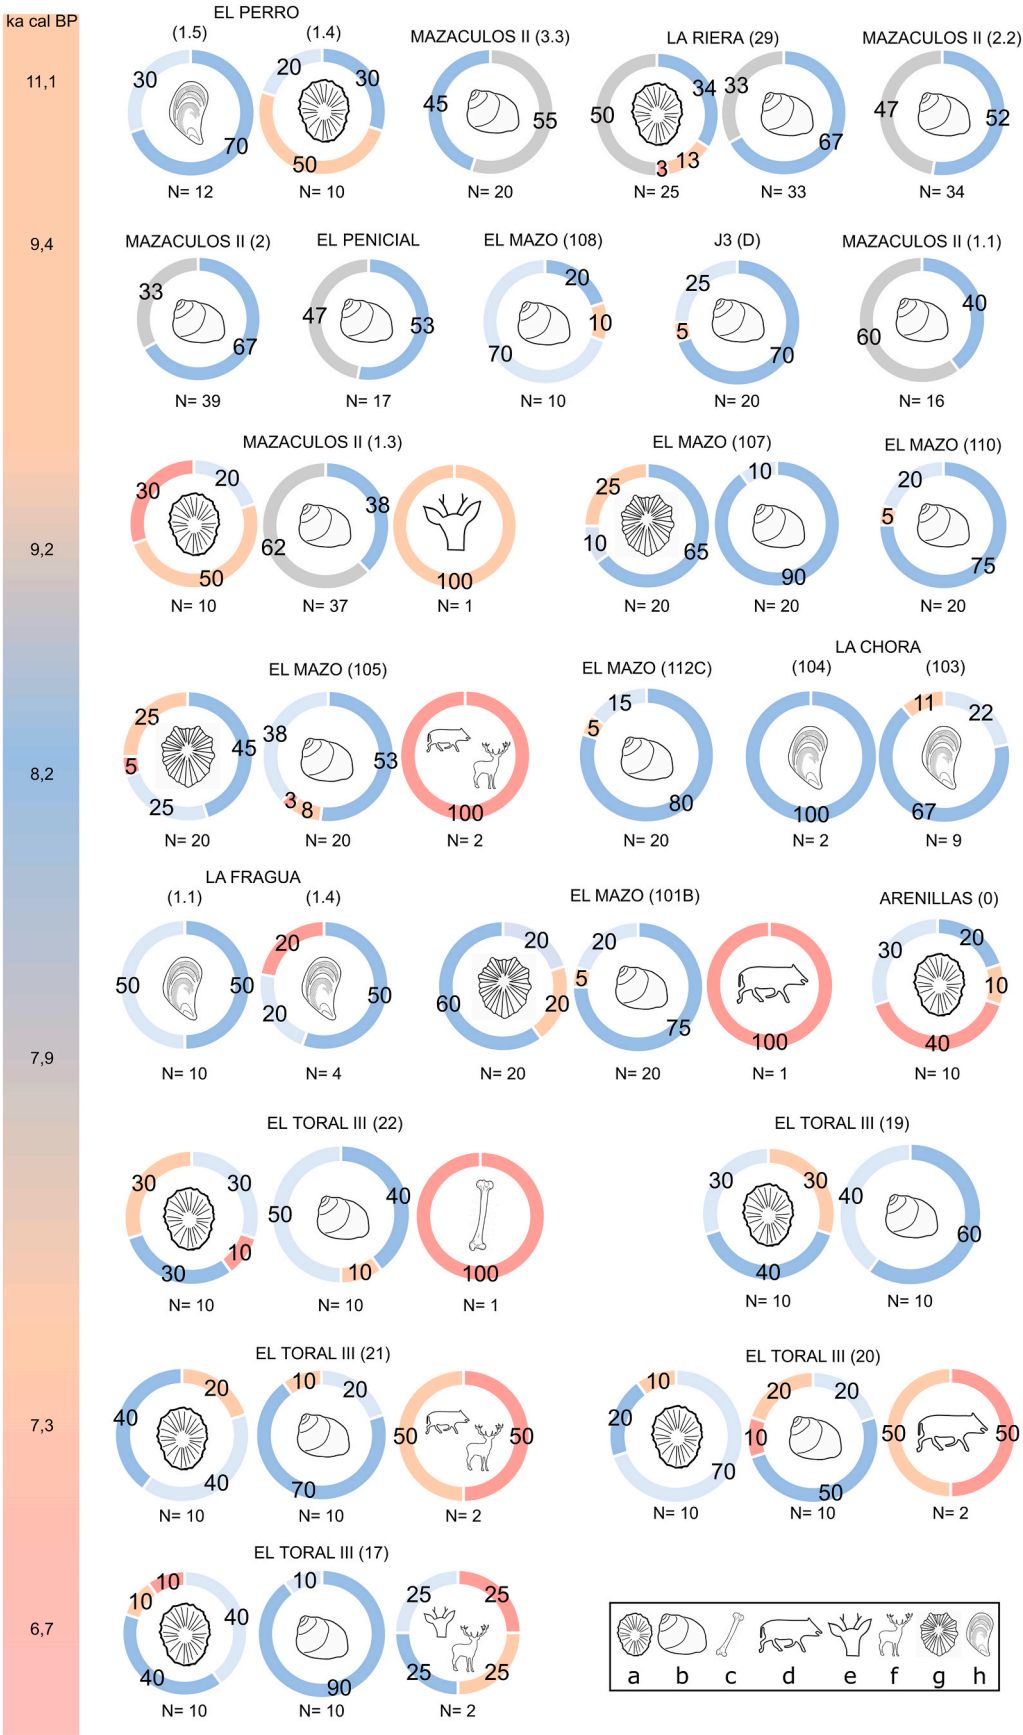 ka cal BP
11,1
9,4
9,2
8,2
7,9
7,3
6,7
EL PERRO
(1.5) (1.4)
30 70
N= 12
20 30 50
N= 10
MAZACULOS II (3.3)
45 55
N= 20
LA RIERA (29)
50 34 13 3
N= 25
33 67
N= 33
MAZACULOS II (2.2)
47 52
N= 34
MAZACULOS II (2)
33 67
N= 39
EL PENICIAL
47 53
N= 17
EL MAZO (108)
20 10 70
N= 10
J3 (D)
25 5 70
N= 20
MAZACULOS II (1.1)
40 60
N= 16
MAZACULOS II (1.3)
30 20 50
N= 10
38 62
N= 37
100
N= 1
EL MAZO (107)
25 10 65
N= 20
10 90
N= 20
EL MAZO (110)
20 5 75
N= 20
EL MAZO (105)
25 45 5 25
N= 20
38 53 3 8
N= 20
100
N= 2
EL MAZO (112C)
15 5 80
N= 20
LA CHORA
(104) (103)
100
N= 2
11 22 67
N= 9
LA FRAGUA
(1.1) (1.4)
50 50
N= 10
20 50 20
N= 4
EL MAZO (101B)
20 60 20
N= 20
20 5 75
N= 20
100
N= 1
ARENILLAS (0)
30 20 10 40
N= 10
EL TORAL III (22)
30 30 10 30
N= 10
40 50 10
N= 10
100
N= 1
EL TORAL III (19)
30 30 40
N= 10
40 60
N= 10
EL TORAL III (21)
20 40 40
N= 10
10 20 70
N= 10
50 50
N= 2
EL TORAL III (20)
10 20 70
N= 10
20 20 10 50
N= 10
50 50
N= 2
EL TORAL III (17)
10 10 40 40
N= 10
10 90
N= 10
25 25 25 25
N= 2
a b c d e f g h